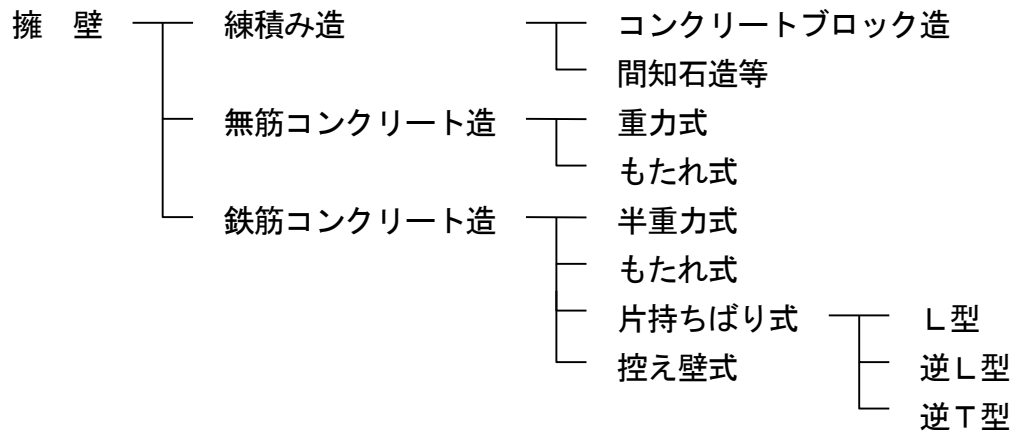 擁　壁　練積み造　コンクリートブロック造
間知石造等
無筋コンクリート造　重力式
もたれ式
鉄筋コンクリート造　半重力式
もたれ式
片持ちばり式　Ｌ型
控え壁式　逆Ｌ型
逆Ｔ型